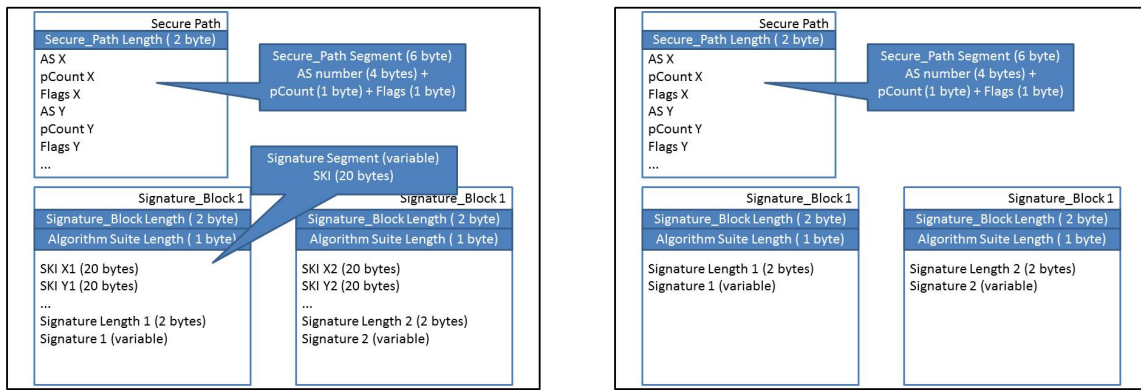 Secure Path
Secure_Path Length ( 2 byte)
AS X
pCount X
Flags X
AS Y
pCount Y
Flags Y
...
Secure_Path Segment (6 byte)
AS number (4 bytes) +
pCount (1 byte) + Flags (1 byte)
Signature Segment (variable)
SKI (20 bytes)
Signature_Block 1
Signature_Block Length ( 2 byte)
Algorithm Suite Length ( 1 byte)
SKI X1 (20 bytes)
SKI Y1 (20 bytes)
...
Signature Length 1 (2 bytes)
Signature 1 (variable)
Signature_Block 1
Signature_Block Length ( 2 byte)
Algorithm Suite Length ( 1 byte)
SKI X2 (20 bytes)
SKI Y2 (20 bytes)
...
Signature Length 2 (2 bytes)
Signature 2 (variable)
Secure Path
Secure_Path Length ( 2 byte)
AS X
pCount X
Flags X
AS Y
pCount Y
Flags Y
...
Secure_Path Segment (6 byte)
AS number (4 bytes) +
pCount (1 byte) + Flags (1 byte)
Signature_Block 1
Signature_Block Length ( 2 byte)
Algorithm Suite Length ( 1 byte)
Signature Length 1 (2 bytes)
Signature 1 (variable)
Signature_Block 1
Signature_Block Length ( 2 byte)
Algorithm Suite Length ( 1 byte)
Signature Length 2 (2 bytes)
Signature 2 (variable)